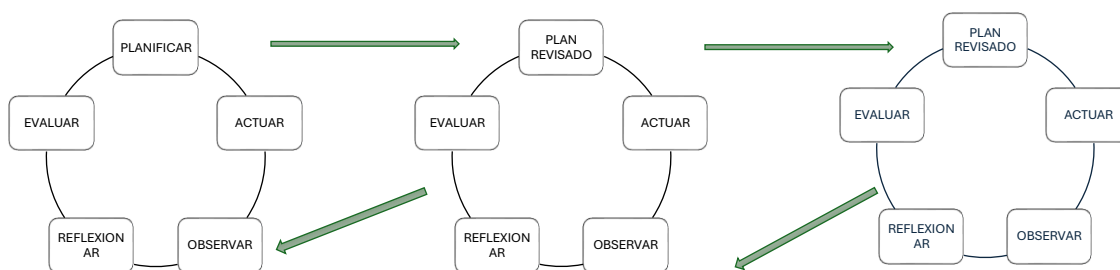 PLANIFICAR
ACTUAR
OBSERVAR
REFLEXION
AR
EVALUAR
PLAN
REVISADO
ACTUAR
OBSERVAR
REFLEXION
AR
EVALUAR
PLAN
REVISADO
ACTUAR
OBSERVAR
REFLEXION
AR
EVALUAR